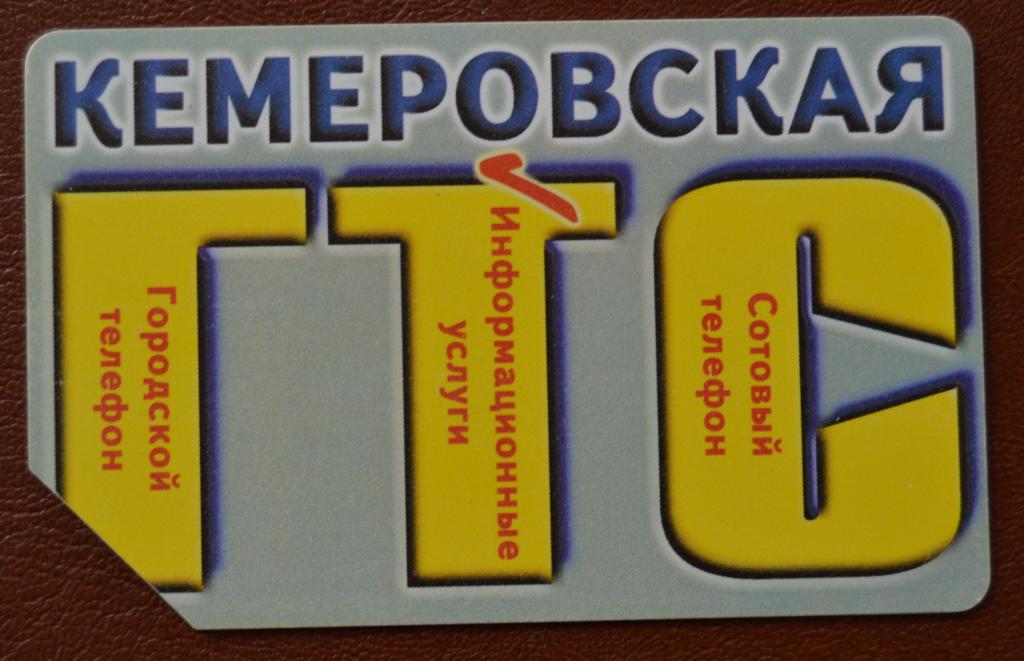 КЕМЕРОВСКАЯ
ГТС
Городской
телефон
Информационные
услуги
Сотовый
телефон